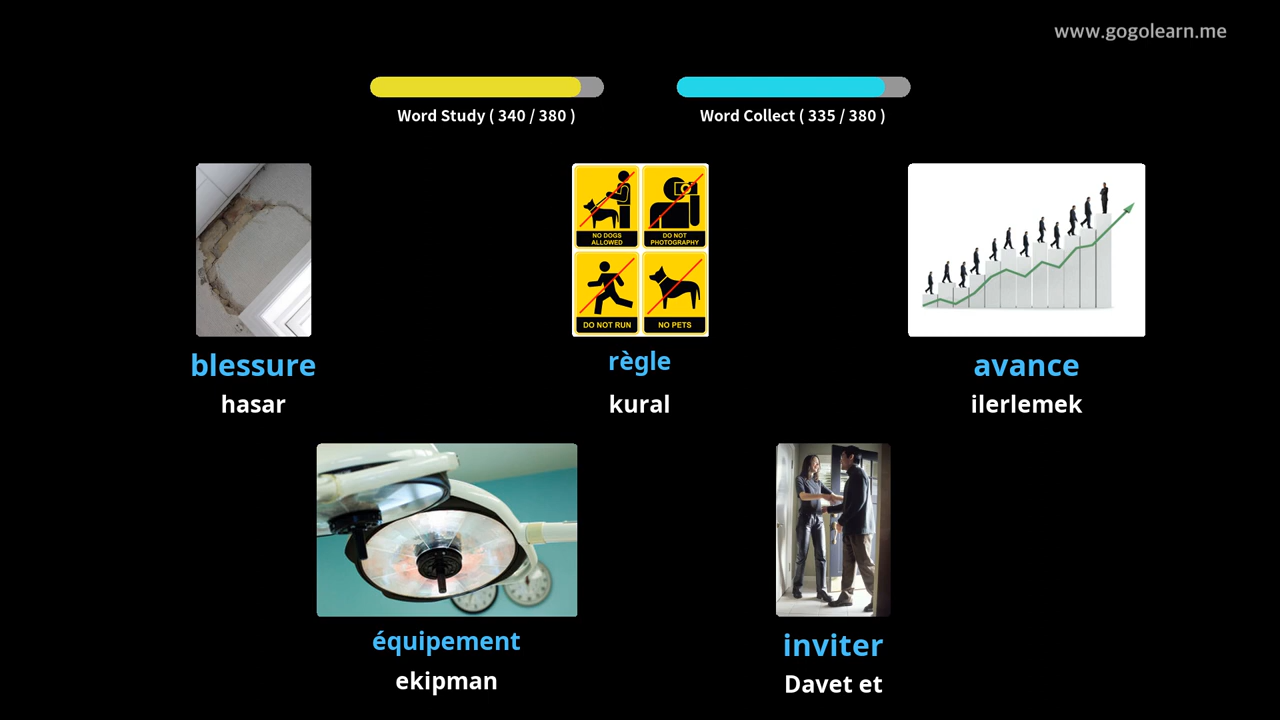 www.gogolearn.me
Word Study ( 340 / 380 )
Word Collect ( 335 / 380 )
NO DOGS
ALLOWED
DO NOT
PHOTOGRAPHY
DO NOT RUN
NO PETS
blessure
règle
avance
hasar
kural
ilerlemek
équipement
inviter
ekipman
Davet et